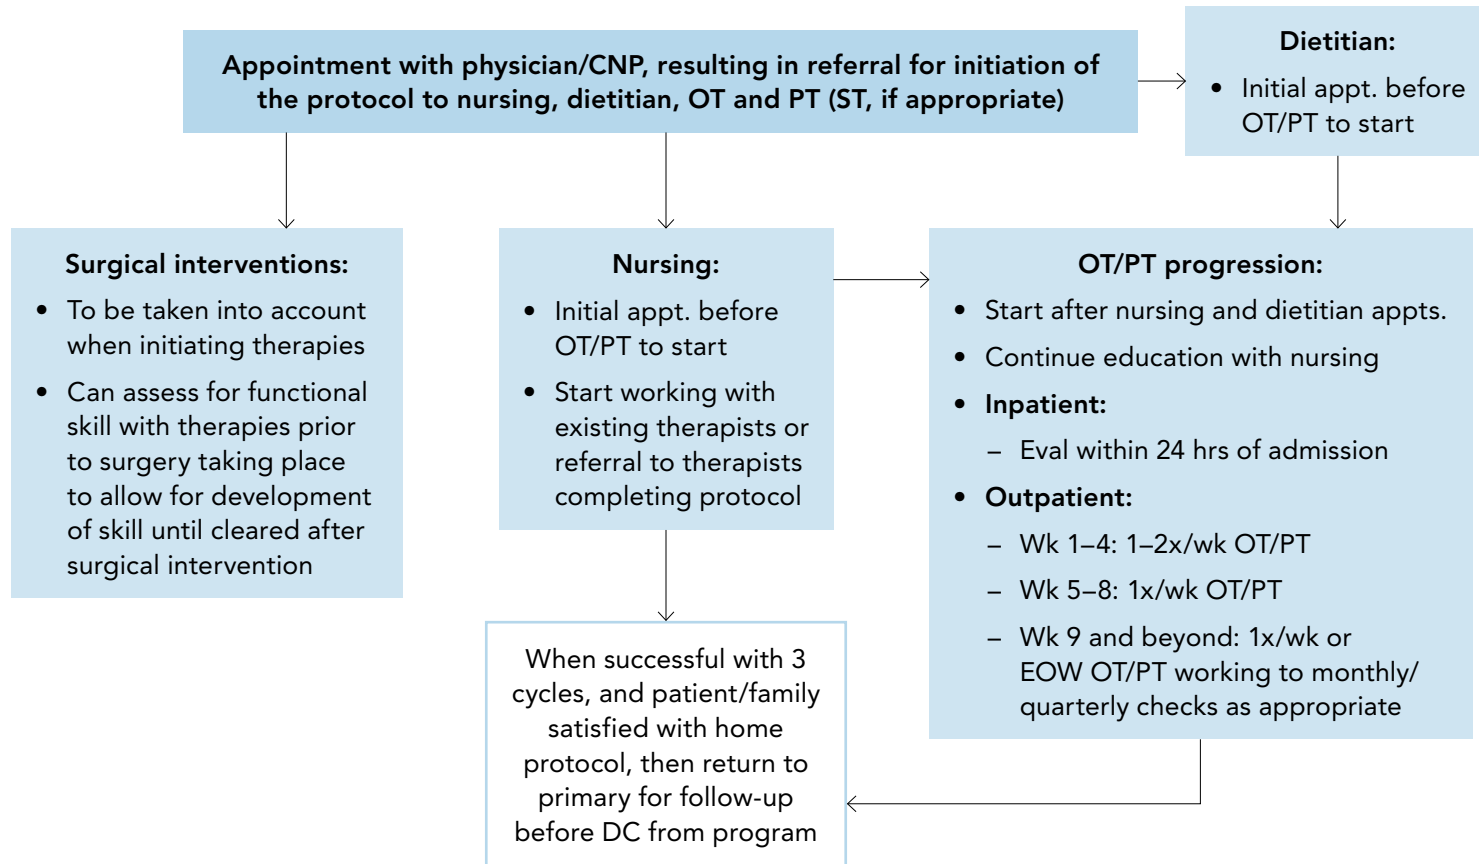 Appointment with physician/CNP, resulting in referral for initiation of
the protocol to nursing, dietitian, OT and PT (ST, if appropriate)
Dietitian:
• Initial appt. before
OT/PT to start
Surgical interventions:
• To be taken into account
when initiating therapies
• Can assess for functional
skill with therapies prior
to surgery taking place
to allow for development
of skill until cleared after
surgical intervention
Nursing:
• Initial appt. before
OT/PT to start
• Start working with
existing therapists or
referral to therapists
completing protocol
OT/PT progression:
• Start after nursing and dietitian appts.
• Continue education with nursing
• Inpatient:
– Eval within 24 hrs of admission
• Outpatient:
– Wk 1–4: 1–2x/wk OT/PT
– Wk 5–8: 1x/wk OT/PT
– Wk 9 and beyond: 1x/wk or
EOW OT/PT working to monthly/
quarterly checks as appropriate
When successful with 3
cycles, and patient/family
satisfied with home
protocol, then return to
primary for follow-up
before DC from program